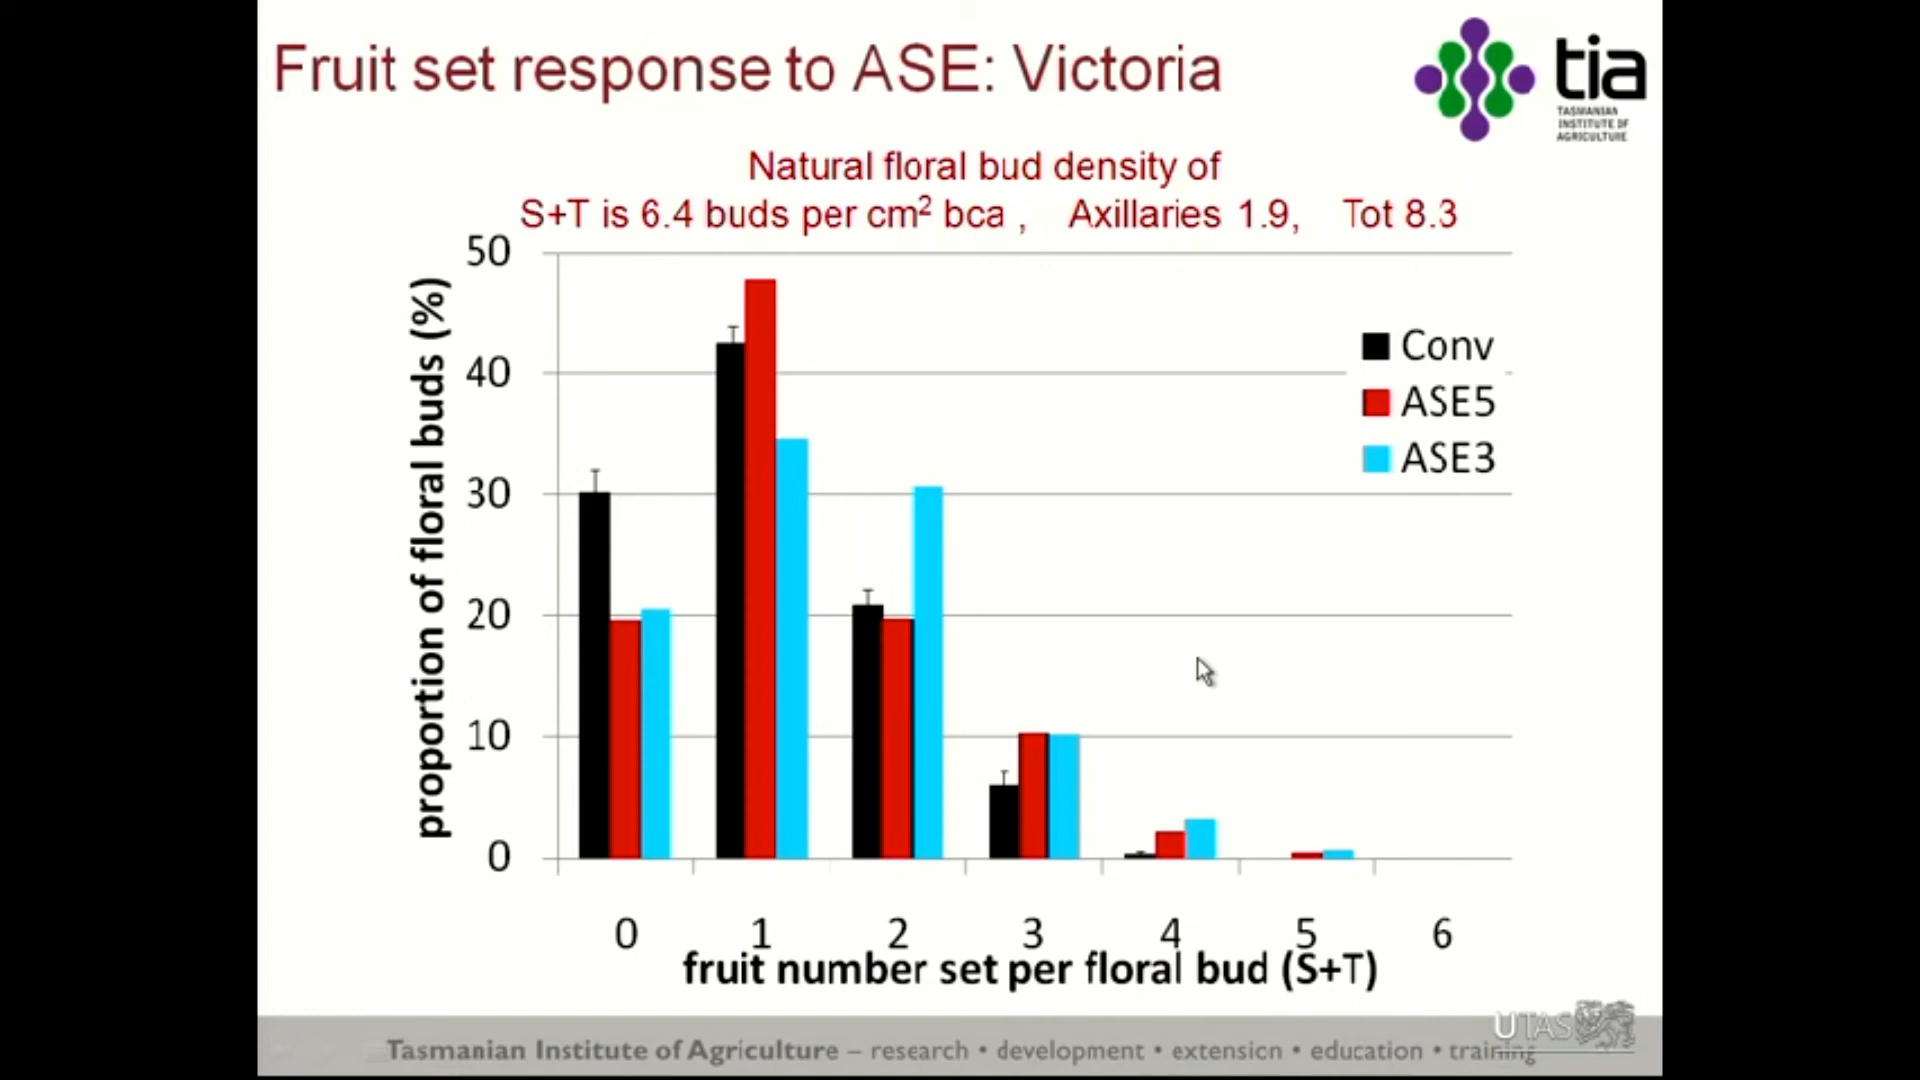 Fruit set response to ASE: Victoria
tia
TASMANIAN
INSTITUTE OF
AGRICULTURE
Natural floral bud density of
S+T is 6.4 buds per cm² bca , Axillaries 1.9, Tot 8.3
proportion of floral buds (%)
50
40
30
20
10
0
Conv
ASE5
ASE3
0 1 2 3 4 5 6
fruit number set per floral bud (S+T)
UTAS
Tasmanian Institute of Agriculture – research • development • extension • education • training